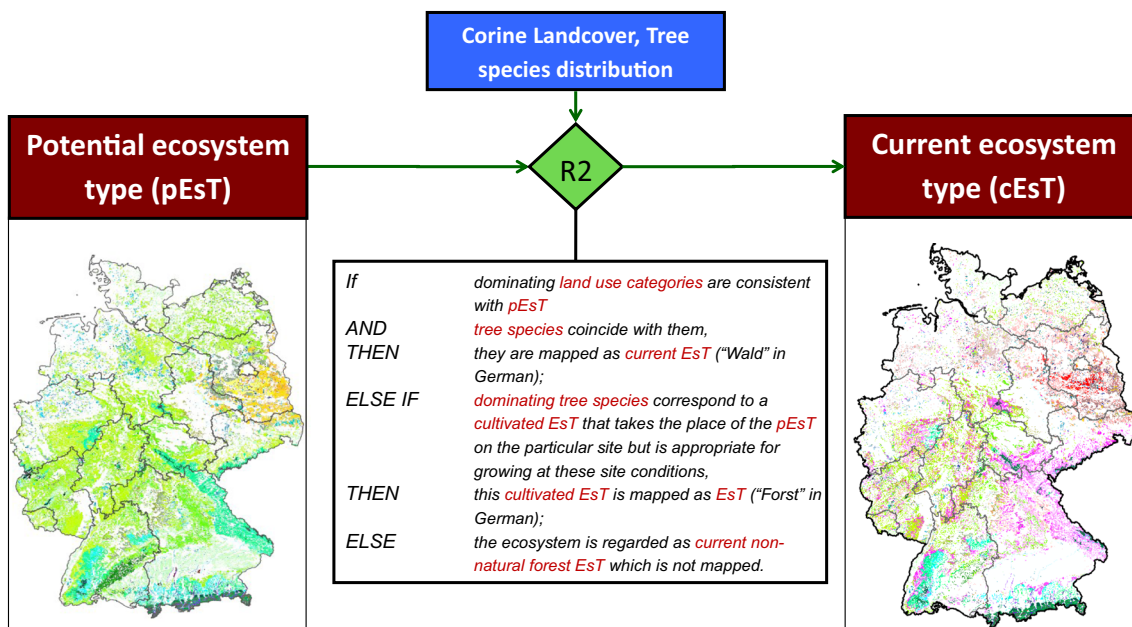 Corine Landcover, Tree
species distribution
Potential ecosystem
type (pEsT)
R2
Current ecosystem
type (cEsT)
If dominating land use categories are consistent
with pEsT
AND tree species coincide with them,
THEN they are mapped as current EsT (“Wald” in
German);
ELSE IF dominating tree species correspond to a
cultivated EsT that takes the place of the pEsT
on the particular site but is appropriate for
growing at these site conditions,
THEN this cultivated EsT is mapped as EsT (“Forst” in
German);
ELSE the ecosystem is regarded as current non-
natural forest EsT which is not mapped.